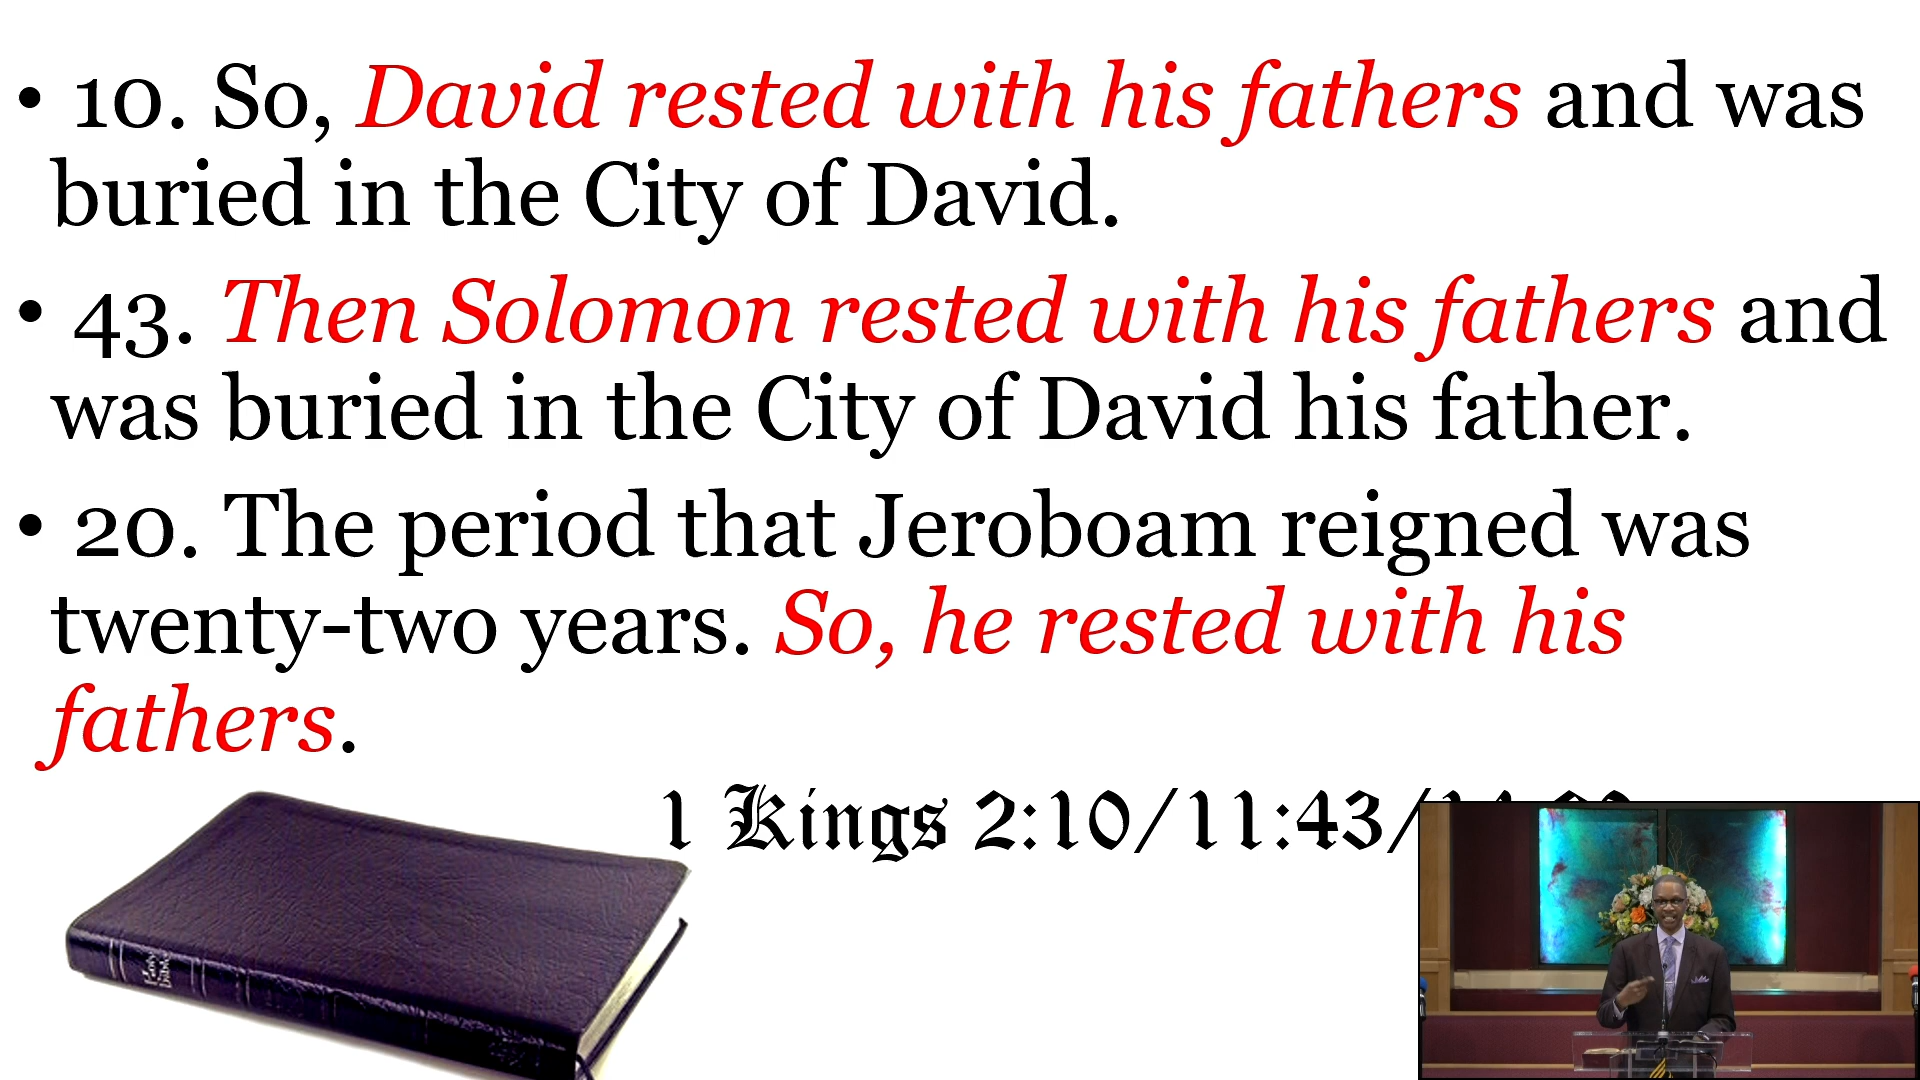 • 10. So, David rested with his fathers and was
buried in the City of David.
• 43. Then Solomon rested with his fathers and
was buried in the City of David his father.
• 20. The period that Jeroboam reigned was
twenty-two years. So, he rested with his
fathers.
1 Kings 2:10/11:43/
Holy Bible